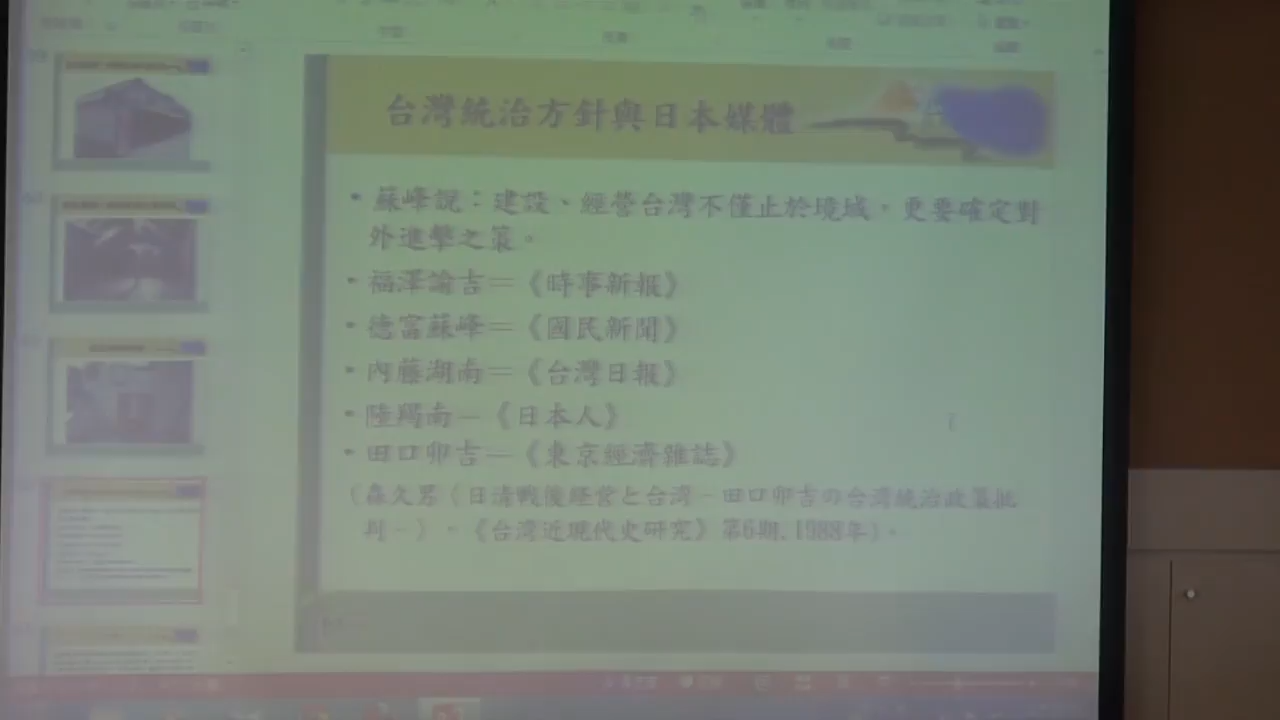 台灣統治方針與日本媒體
• 蘇峰說：建設、經營台灣不僅止於境域，更要確定對
外進擊之策。
• 福澤諭吉＝《時事新報》
• 德富蘇峰＝《國民新聞》
• 內藤湖南＝《台灣日報》
• 陸羯南—《日本人》
• 田口卯吉—《東京經濟雜誌》
（森久男〈日清戰後經營と台湾－田口卯吉の台湾統治政策批
判－〉，《台灣近現代史研究》第6期，1988年）。